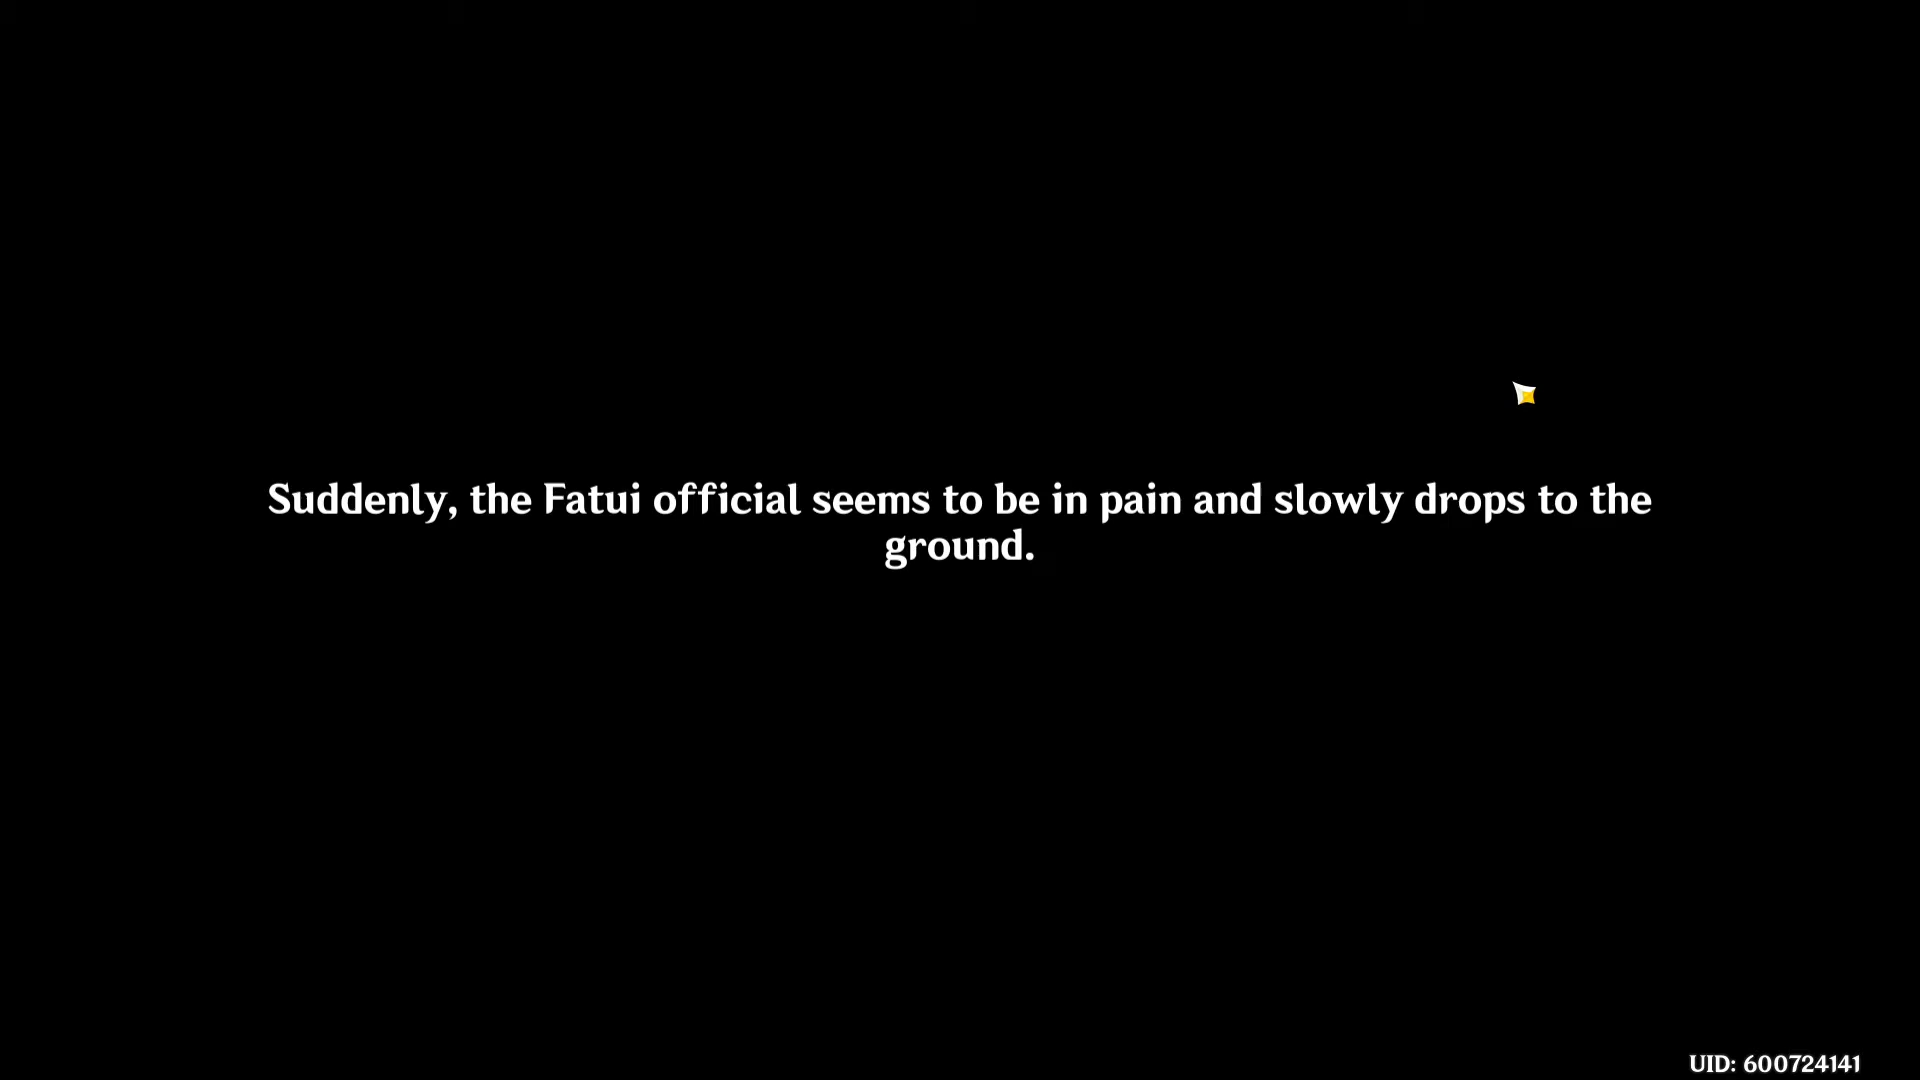 Suddenly, the Fatui official seems to be in pain and slowly drops to the
ground.
UID: 600724141